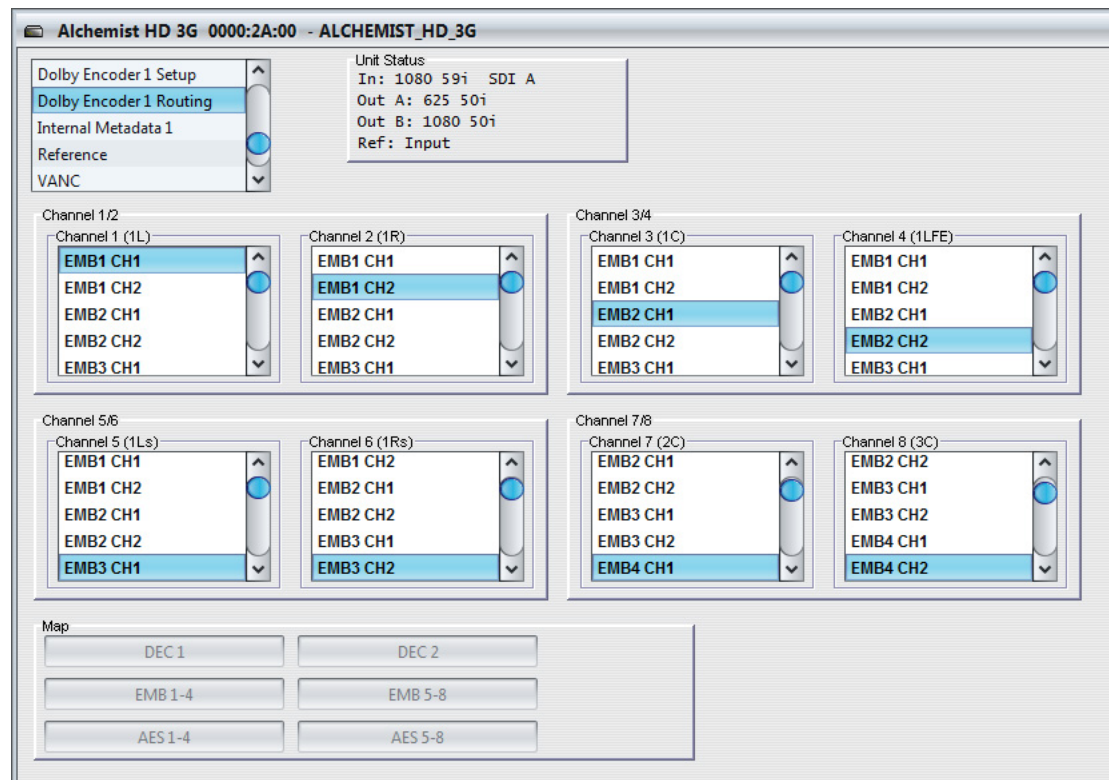 Alchemist HD 3G 0000:2A:00 - ALCHEMIST_HD_3G
Dolby Encoder 1 Setup
Dolby Encoder 1 Routing
Internal Metadata 1
Reference
VANC
Unit Status
In: 1080 59i SDI A
Out A: 625 50i
Out B: 1080 50i
Ref: Input
Channel 1/2
Channel 1 (1L)
EMB1 CH1
EMB1 CH2
EMB2 CH1
EMB2 CH2
EMB3 CH1
Channel 2 (1R)
EMB1 CH1
EMB1 CH2
EMB2 CH1
EMB2 CH2
EMB3 CH1
Channel 3/4
Channel 3 (1C)
EMB1 CH1
EMB1 CH2
EMB2 CH1
EMB2 CH2
EMB3 CH1
Channel 4 (1LFE)
EMB1 CH1
EMB1 CH2
EMB2 CH1
EMB2 CH2
EMB3 CH1
Channel 5/6
Channel 5 (1Ls)
EMB1 CH1
EMB1 CH2
EMB2 CH1
EMB2 CH2
EMB3 CH1
Channel 6 (1Rs)
EMB1 CH2
EMB2 CH1
EMB2 CH2
EMB3 CH1
EMB3 CH2
Channel 7/8
Channel 7 (2C)
EMB2 CH1
EMB2 CH2
EMB3 CH1
EMB3 CH2
EMB4 CH1
Channel 8 (3C)
EMB2 CH2
EMB3 CH1
EMB3 CH2
EMB4 CH1
EMB4 CH2
Map
DEC 1
DEC 2
EMB 1-4
EMB 5-8
AES 1-4
AES 5-8